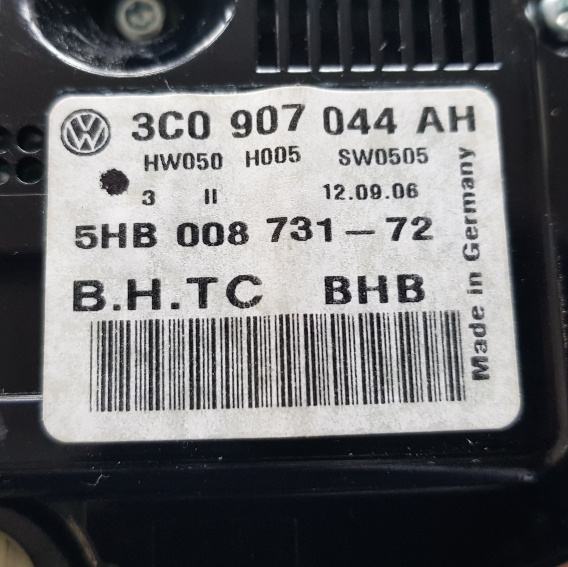 3C0 907 044 AH
HW050 H005 SW0505
3 II 12.09.06
5HB 008 731-72
B.H.TC BHB
Made in Germany